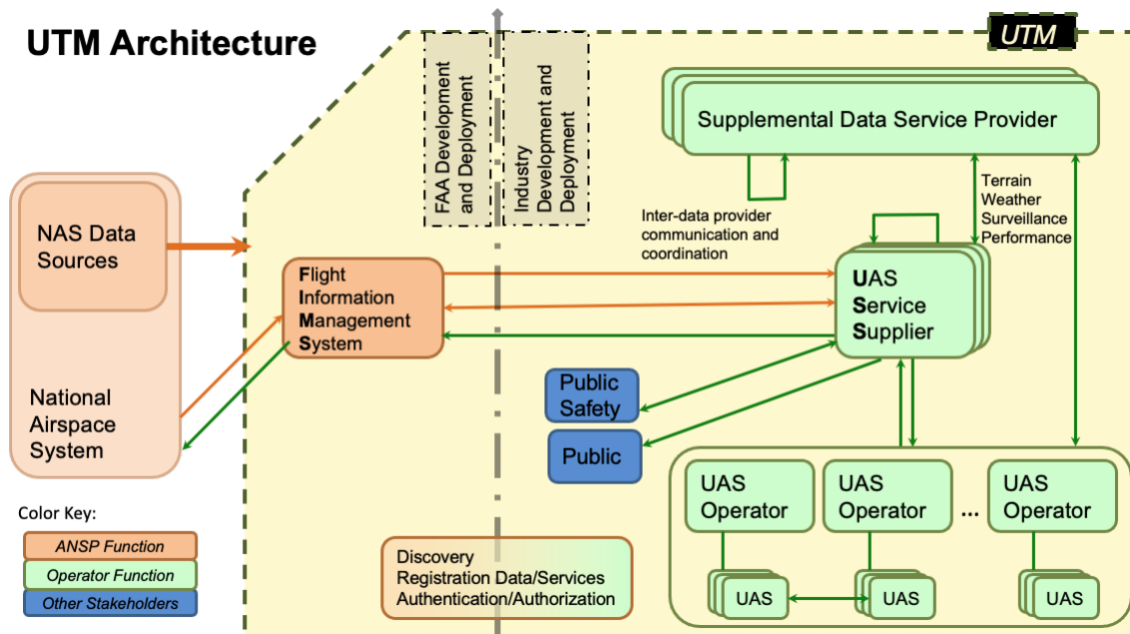 UTM Architecture
UTM
FAA Development
and Deployment
Industry
Development and
Deployment
Supplemental Data Service Provider
NAS Data
Sources
Inter-data provider
communication and
coordination
Terrain
Weather
Surveillance
Performance
Flight
Information
Management
System
UAS
Service
Supplier
National
Airspace
System
Public
Safety
Public
UAS
Operator
UAS
Operator
...
UAS
Operator
Color Key:
ANSP Function
Operator Function
Other Stakeholders
Discovery
Registration Data/Services
Authentication/Authorization
UAS
UAS
UAS